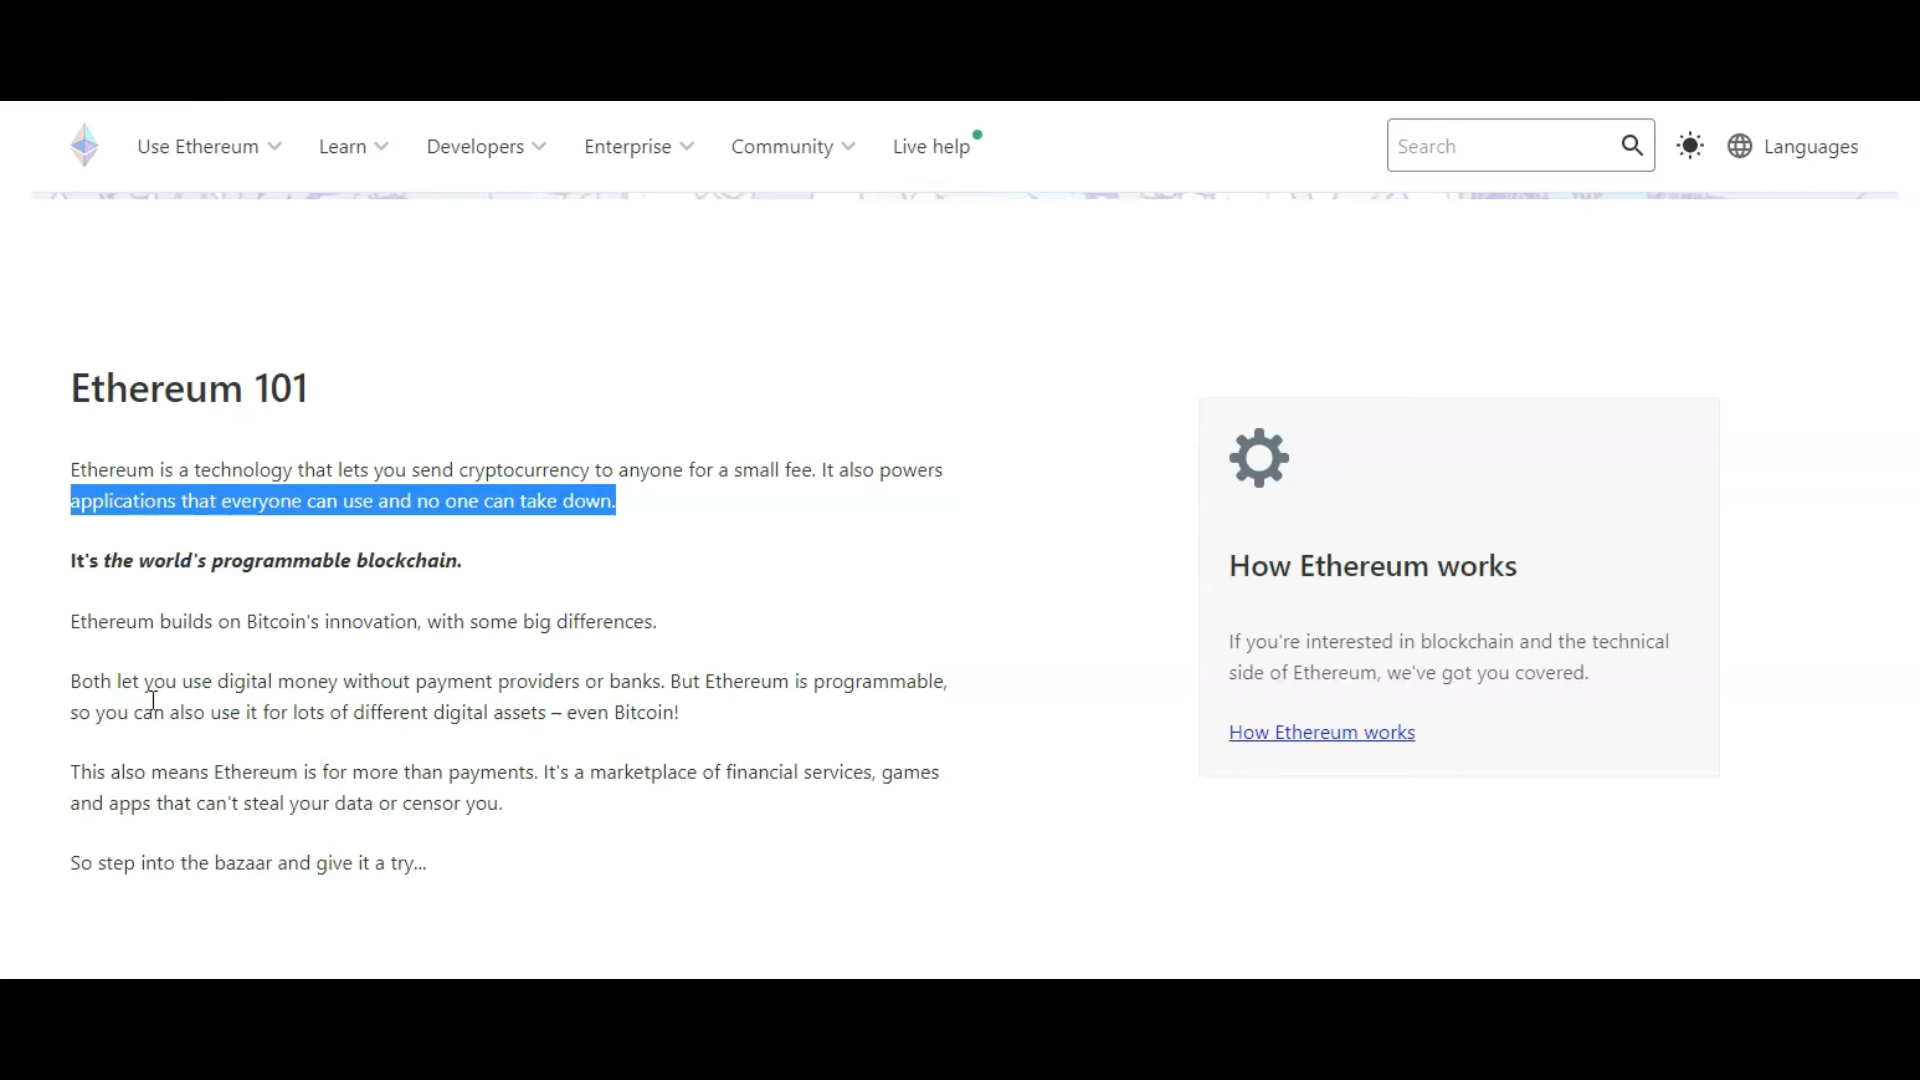 Use Ethereum Learn Developers Enterprise Community Live help Search Languages
Ethereum 101
Ethereum is a technology that lets you send cryptocurrency to anyone for a small fee. It also powers
applications that everyone can use and no one can take down.
It's the world's programmable blockchain.
Ethereum builds on Bitcoin's innovation, with some big differences.
Both let you use digital money without payment providers or banks. But Ethereum is programmable,
so you can also use it for lots of different digital assets – even Bitcoin!
This also means Ethereum is for more than payments. It's a marketplace of financial services, games
and apps that can't steal your data or censor you.
So step into the bazaar and give it a try...
How Ethereum works
If you're interested in blockchain and the technical
side of Ethereum, we've got you covered.
How Ethereum works